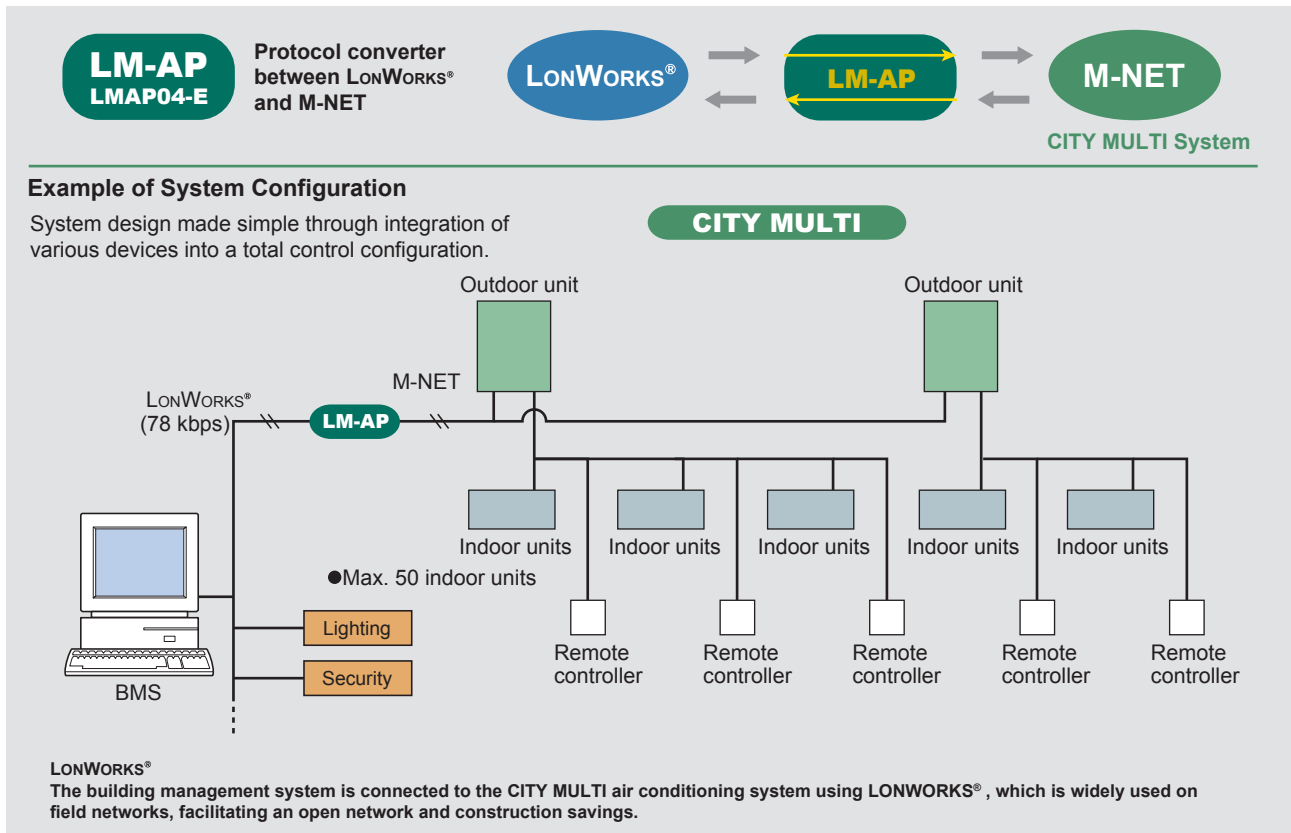 LM-AP
LMAP04-E
Protocol converter
between LONWORKS®
and M-NET
LONWORKS®
LM-AP
M-NET
CITY MULTI System
Example of System Configuration
System design made simple through integration of
various devices into a total control configuration.
CITY MULTI
Outdoor unit
Outdoor unit
M-NET
LONWORKS®
(78 kbps)
LM-AP
Indoor units
Indoor units
Indoor units
Indoor units
Indoor units
●Max. 50 indoor units
Lighting
Security
BMS
Remote
controller
Remote
controller
Remote
controller
Remote
controller
Remote
controller
LONWORKS®
The building management system is connected to the CITY MULTI air conditioning system using LONWORKS® , which is widely used on
field networks, facilitating an open network and construction savings.